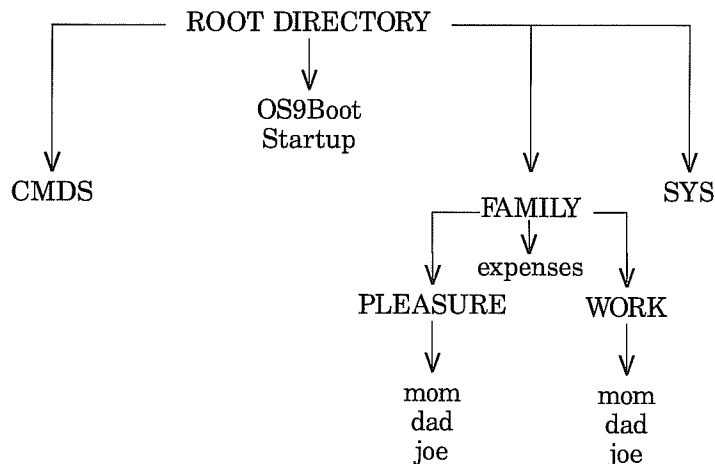 ROOT DIRECTORY
OS9Boot
Startup
CMDS
SYS
FAMILY
expenses
PLEASURE
WORK
mom
dad
joe
mom
dad
joe